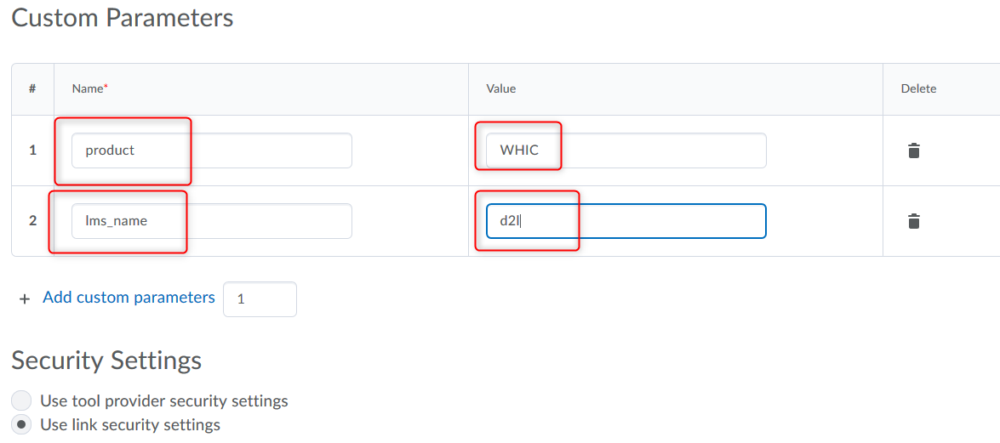 Custom Parameters
# Name* Value Delete
1 product WHIC
2 lms_name d2l
+ Add custom parameters 1
Security Settings
Use tool provider security settings
Use link security settings